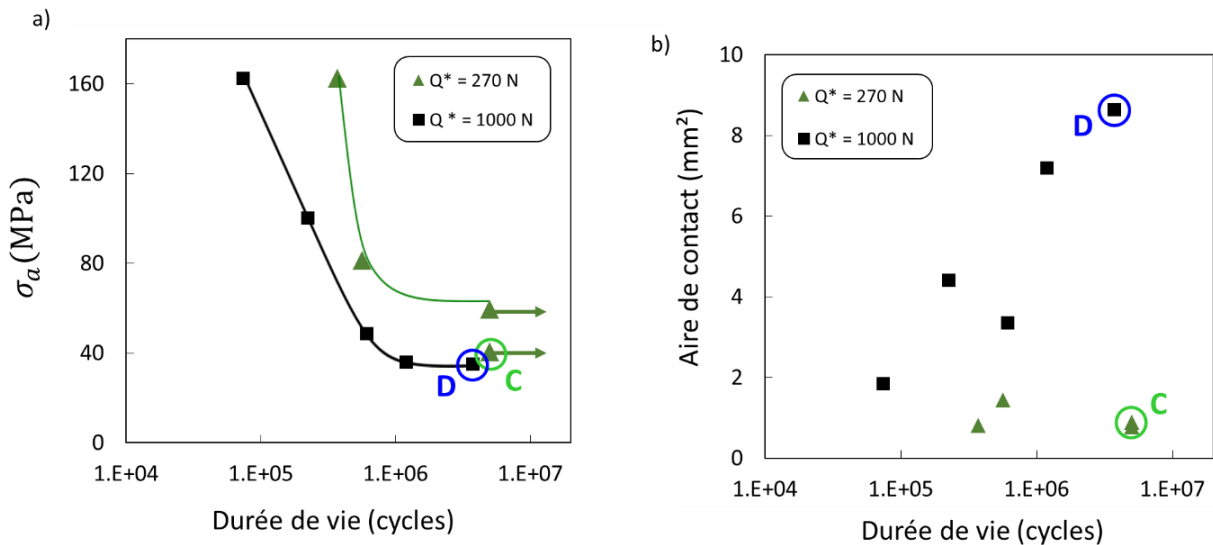 a)
Q* = 270 N
Q * = 1000 N
160
120
80
40
0
σa(MPa)
D
C
1.E+04
1.E+05
1.E+06
1.E+07
Durée de vie (cycles)
b)
Q* = 270 N
Q* = 1000 N
10
8
6
4
2
0
Aire de contact (mm²)
D
C
1.E+04
1.E+05
1.E+06
1.E+07
Durée de vie (cycles)